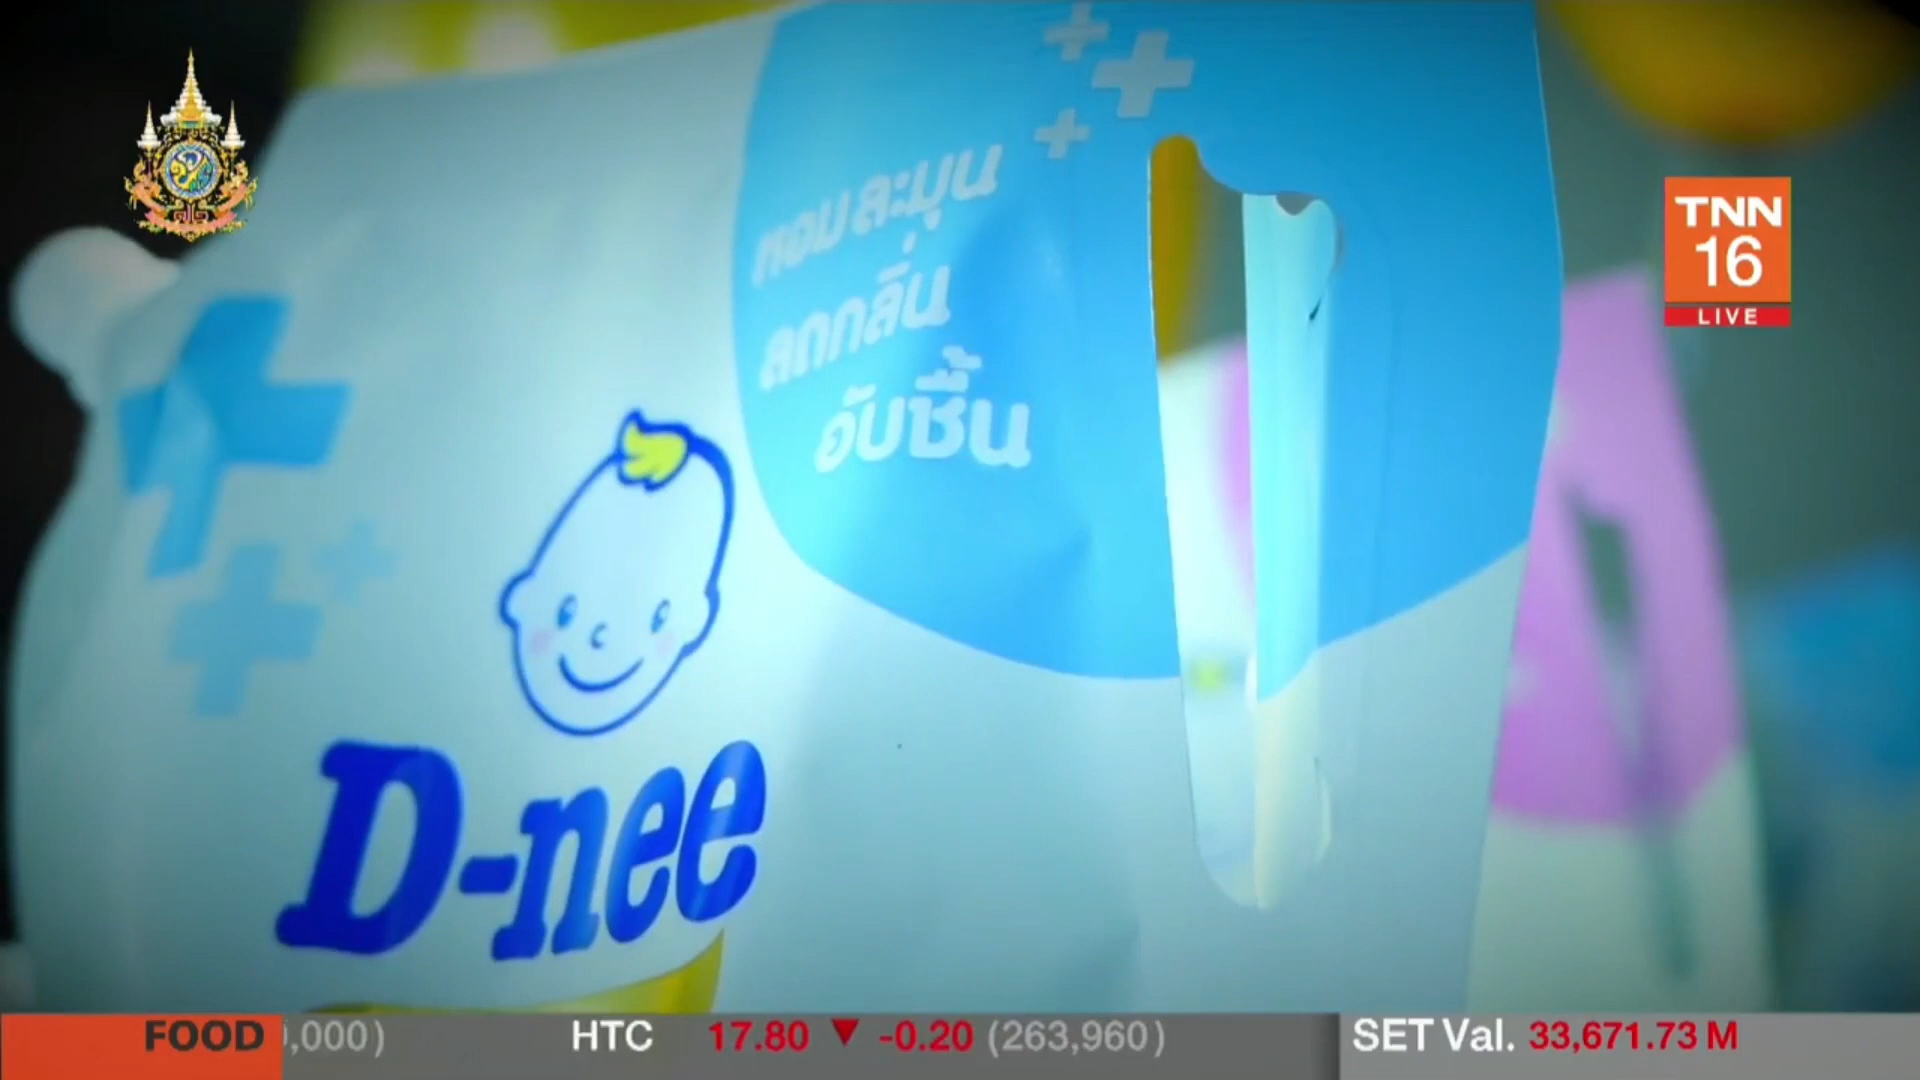 หอมละมุน
ลดกลิ่น
อับชื้น
D-nee
TNN
16
LIVE
FOOD ,000) HTC 17.80 ▼ -0.20 (263,960) SET Val. 33,671.73 M